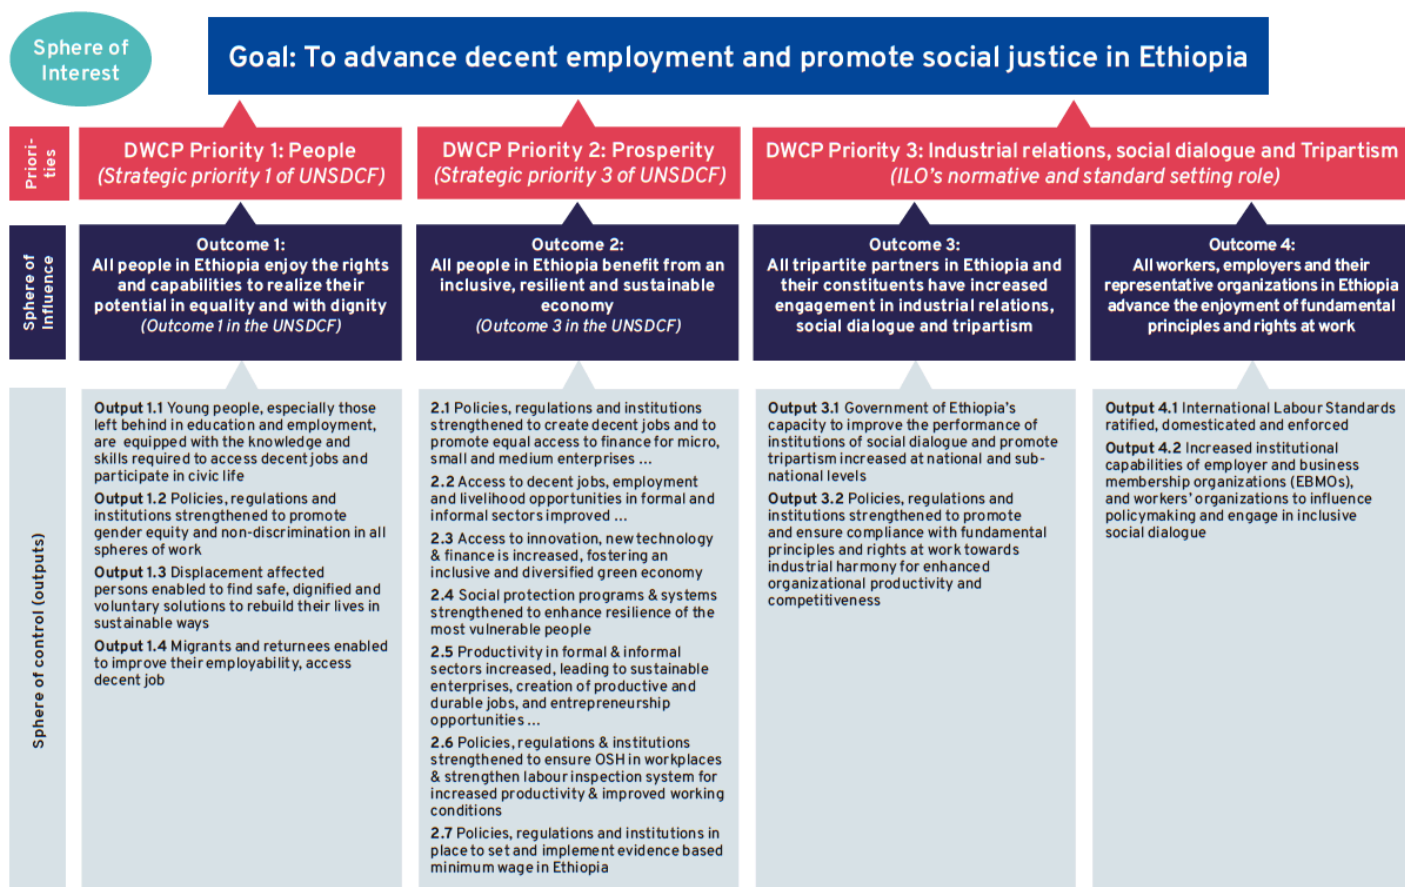 Sphere of
Interest
Goal: To advance decent employment and promote social justice in Ethiopia
Priori-
ties
DWCP Priority 1: People
(Strategic priority 1 of UNSDCF)
DWCP Priority 2: Prosperity
(Strategic priority 3 of UNSDCF)
DWCP Priority 3: Industrial relations, social dialogue and Tripartism
(ILO's normative and standard setting role)
Sphere of
Influence
Outcome 1:
All people in Ethiopia enjoy the rights
and capabilities to realize their
potential in equality and with dignity
(Outcome 1 in the UNSDCF)
Outcome 2:
All people in Ethiopia benefit from an
inclusive, resilient and sustainable
economy
(Outcome 3 in the UNSDCF)
Outcome 3:
All tripartite partners in Ethiopia and
their constituents have increased
engagement in industrial relations,
social dialogue and tripartism
Outcome 4:
All workers, employers and their
representative organizations in Ethiopia
advance the enjoyment of fundamental
principles and rights at work
Sphere of control (outputs)
Output 1.1 Young people, especially those
left behind in education and employment,
are equipped with the knowledge and
skills required to access decent jobs and
participate in civic life
Output 1.2 Policies, regulations and
institutions strengthened to promote
gender equity and non-discrimination in all
spheres of work
Output 1.3 Displacement affected
persons enabled to find safe, dignified and
voluntary solutions to rebuild their lives in
sustainable ways
Output 1.4 Migrants and returnees enabled
to improve their employability, access
decent job
2.1 Policies, regulations and institutions
strengthened to create decent jobs and to
promote equal access to finance for micro,
small and medium enterprises ...
2.2 Access to decent jobs, employment
and livelihood opportunities in formal and
informal sectors improved ...
2.3 Access to innovation, new technology
& finance is increased, fostering an
inclusive and diversified green economy
2.4 Social protection programs & systems
strengthened to enhance resilience of the
most vulnerable people
2.5 Productivity in formal & informal
sectors increased, leading to sustainable
enterprises, creation of productive and
durable jobs, and entrepreneurship
opportunities ...
2.6 Policies, regulations & institutions
strengthened to ensure OSH in workplaces
& strengthen labour inspection system for
increased productivity & improved working
conditions
2.7 Policies, regulations and institutions in
place to set and implement evidence based
minimum wage in Ethiopia
Output 3.1 Government of Ethiopia's
capacity to improve the performance of
institutions of social dialogue and promote
tripartism increased at national and sub-
national levels
Output 3.2 Policies, regulations and
institutions strengthened to promote
and ensure compliance with fundamental
principles and rights at work towards
industrial harmony for enhanced
organizational productivity and
competitiveness
Output 4.1 International Labour Standards
ratified, domesticated and enforced
Output 4.2 Increased institutional
capabilities of employer and business
membership organizations (EBMOs),
and workers' organizations to influence
policymaking and engage in inclusive
social dialogue